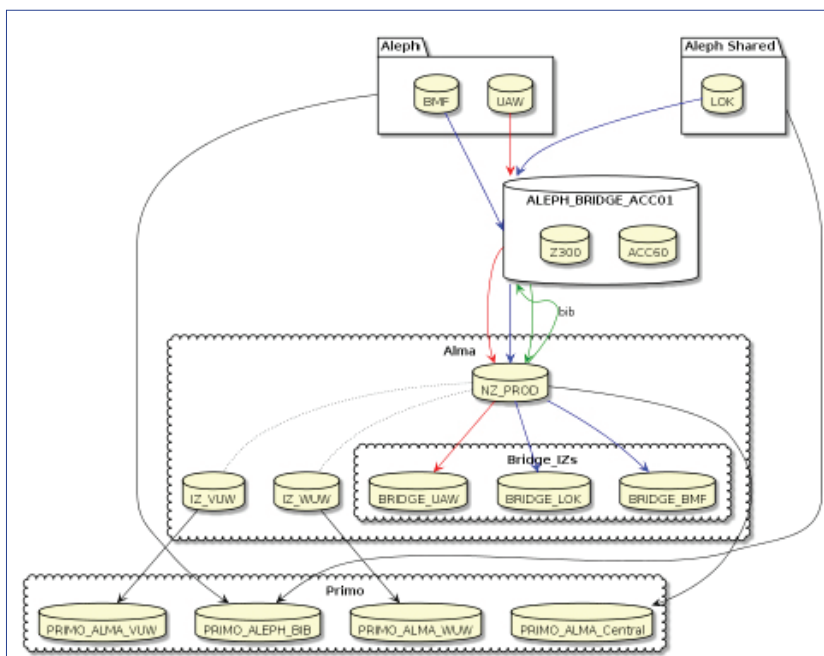 Aleph
Aleph Shared
BMF
UAW
LOK
ALEPH_BRIDGE_ACC01
Z300
ACC60
bib
Alma
NZ_PROD
Bridge_IZs
IZ_VUW
IZ_WUW
BRIDGE_UAW
BRIDGE_LOK
BRIDGE_BMF
Primo
PRIMO_ALMA_VUW
PRIMO_ALEPH_BIB
PRIMO_ALMA_WUW
PRIMO_ALMA_Central